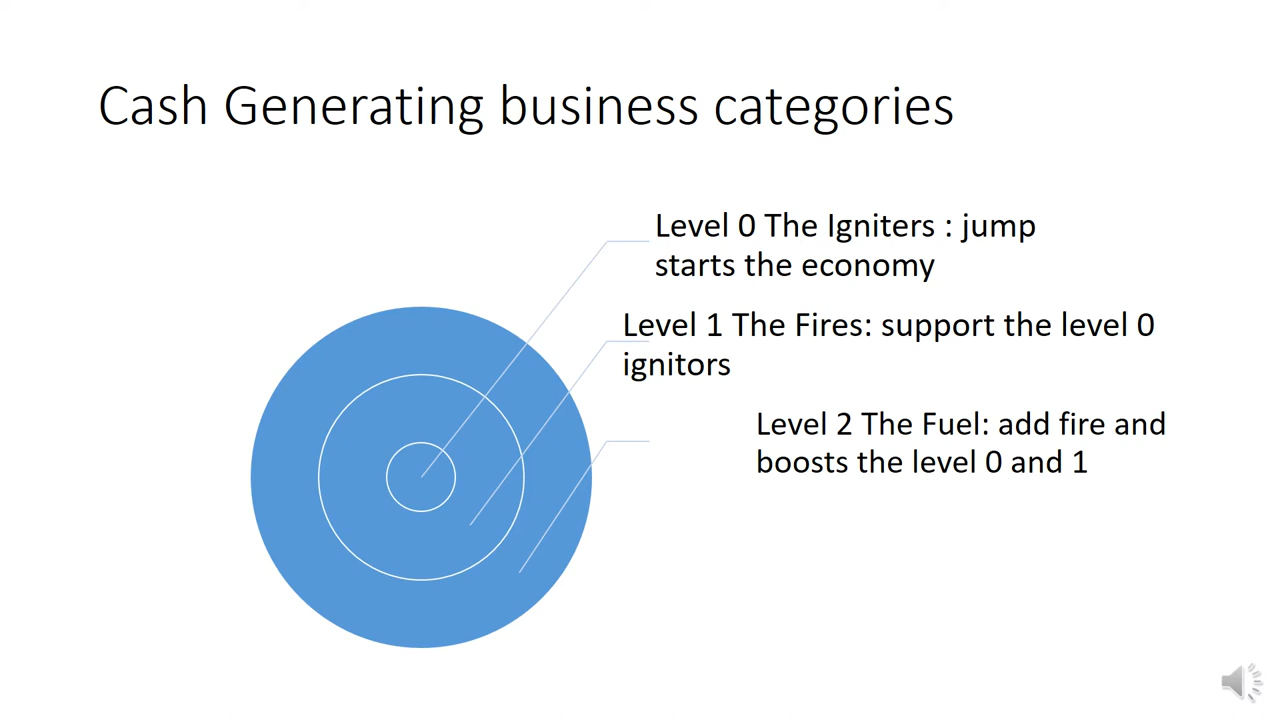 Cash Generating business categories
Level 0 The Igniters : jump
starts the economy
Level 1 The Fires: support the level 0
ignitors
Level 2 The Fuel: add fire and
boosts the level 0 and 1